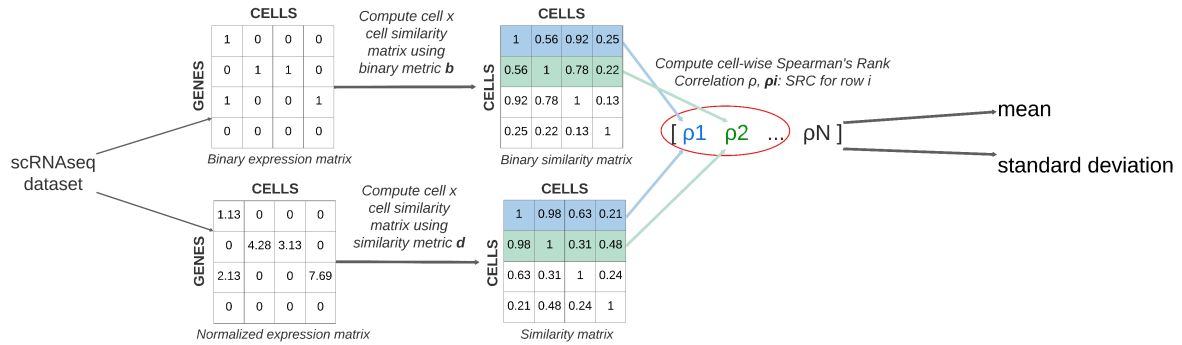 scRNAseq
dataset
CELLS
GENES
1 0 0 0
0 1 1 0
1 0 0 1
0 0 0 0
Binary expression matrix
Compute cell x
cell similarity
matrix using
binary metric b
CELLS
CELLS
1 0.56 0.92 0.25
0.56 1 0.78 0.22
0.92 0.78 1 0.13
0.25 0.22 0.13 1
Binary similarity matrix
CELLS
GENES
1.13 0 0 0
0 4.28 3.13 0
2.13 0 0 7.69
0 0 0 0
Normalized expression matrix
Compute cell x
cell similarity
matrix using
similarity metric d
CELLS
CELLS
1 0.98 0.63 0.21
0.98 1 0.31 0.48
0.63 0.31 1 0.24
0.21 0.48 0.24 1
Similarity matrix
Compute cell-wise Spearman's Rank
Correlation ρ, ρi: SRC for row i
[ ρ1 ρ2 ... ρN ]
mean
standard deviation